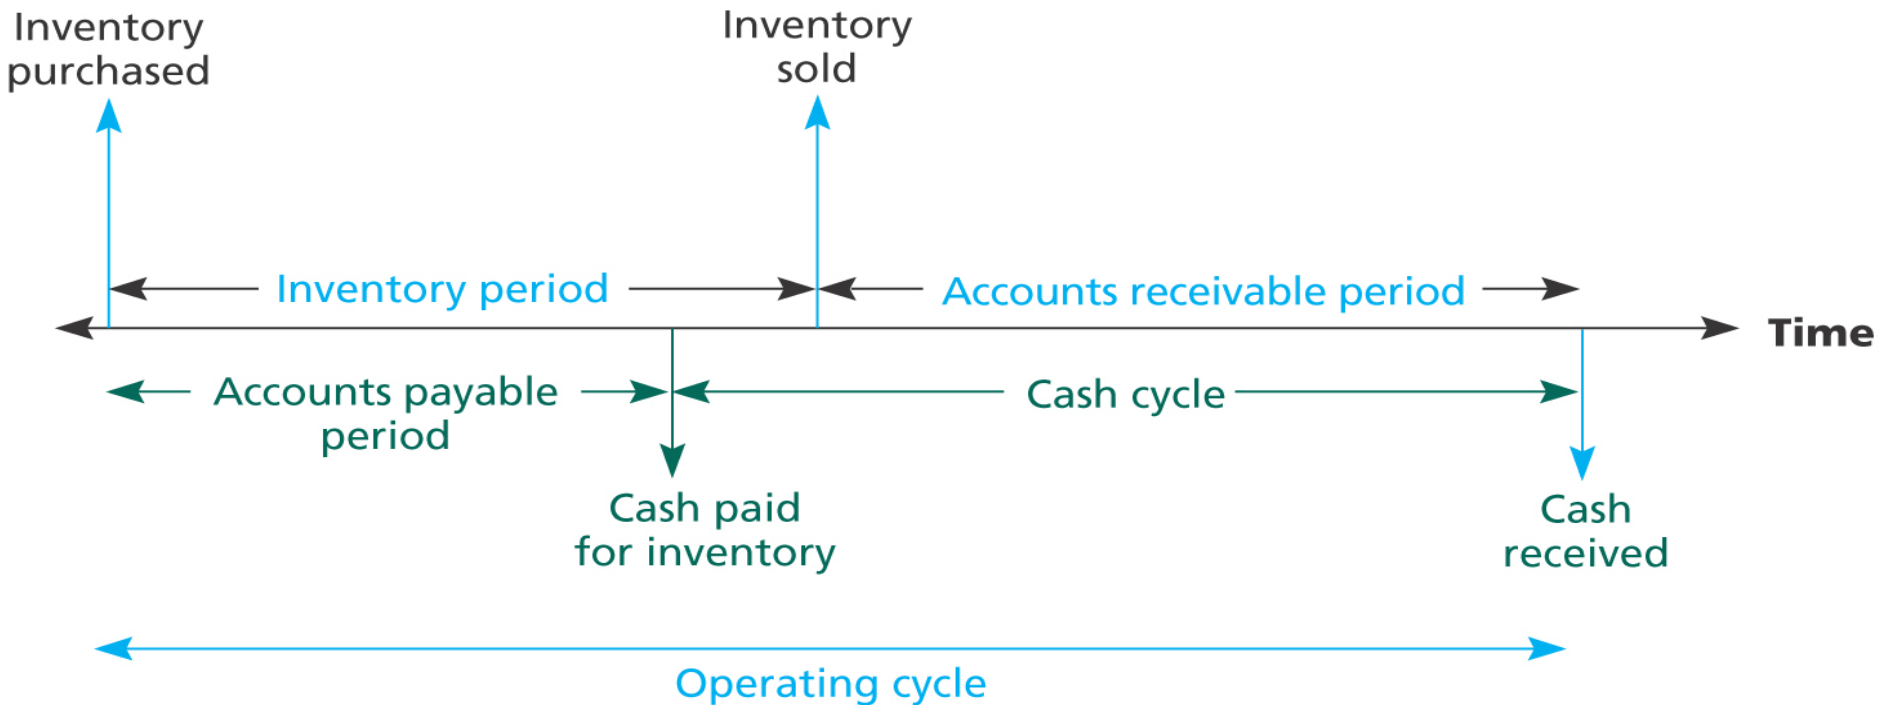 Inventory
purchased
Inventory
sold
Inventory period
Accounts receivable period
Time
Accounts payable
period
Cash cycle
Cash paid
for inventory
Cash
received
Operating cycle